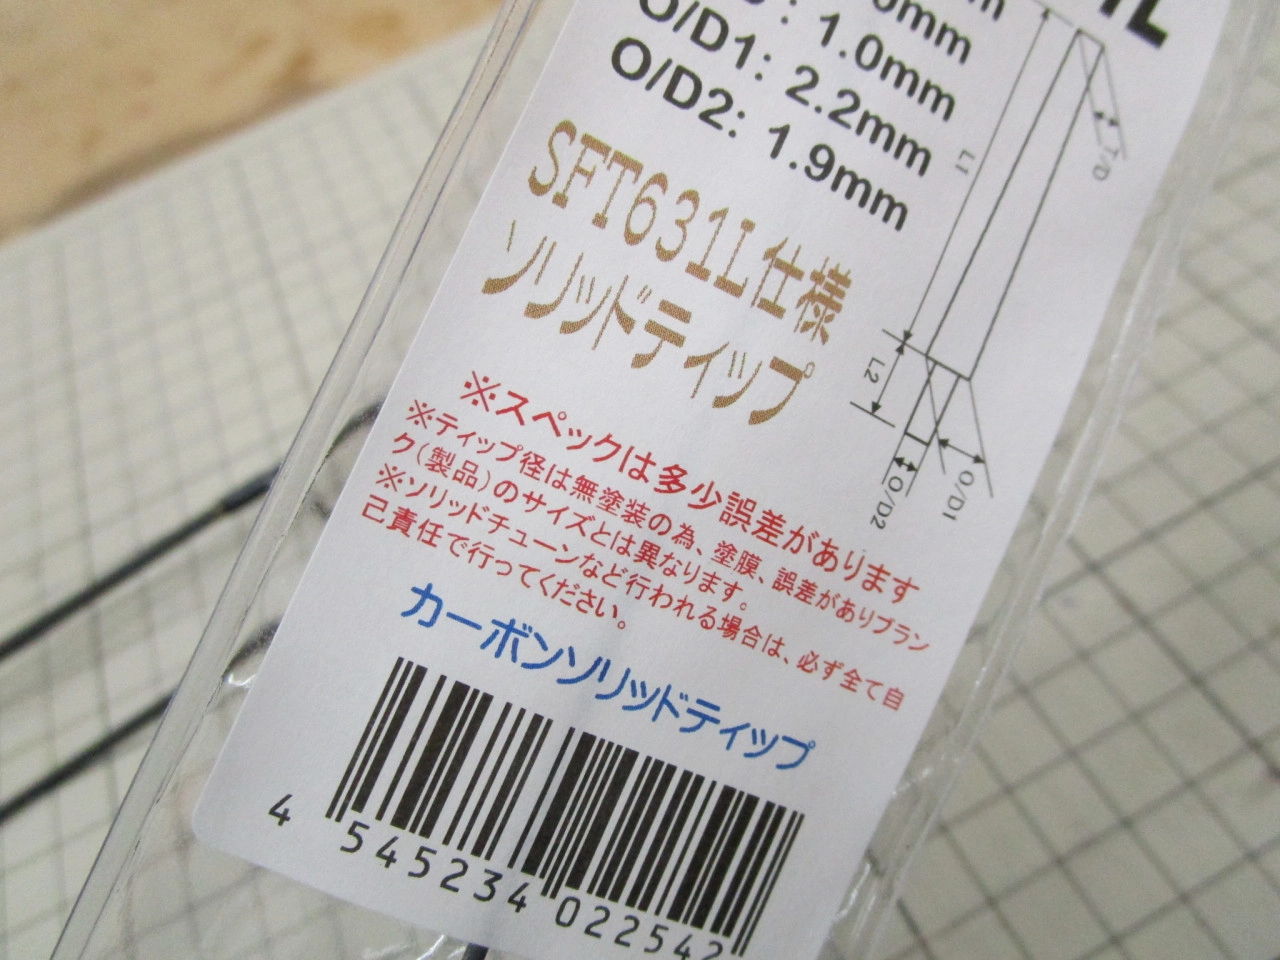 mm
1.0mm
O/D1: 2.2mm
O/D2: 1.9mm
SFT631L仕様
ソリッドティップ
L1
T/D
L2
O/D1
O/D2
※スペックは多少誤差があります
※ティップ径は無塗装の為、塗膜、誤差がありブラン
ク(製品)のサイズとは異なります。
※ソリッドチューンなど行われる場合は、必ず全て自
己責任で行ってください。
カーボンソリッドティップ
4 545234 022542